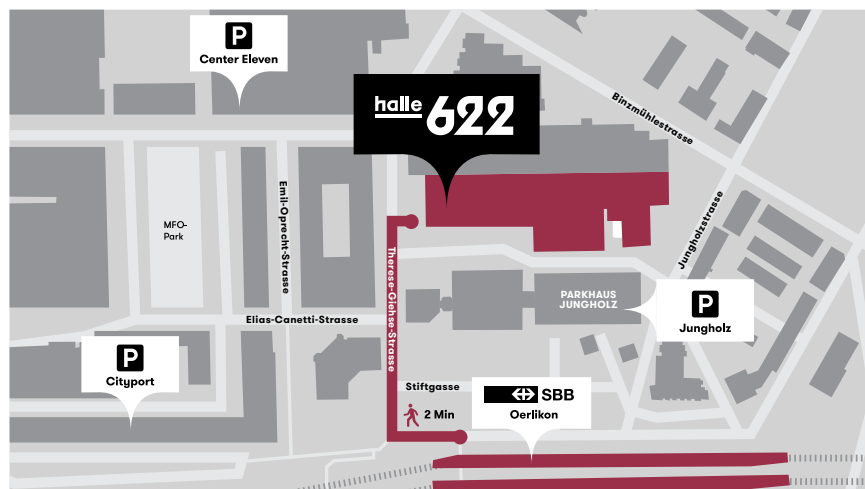 P
Center Eleven
halle 622
Binzmühlestrasse
Emil-Oprecht-Strasse
MFO-
Park
Jungholzstrasse
Therese-Giehse-Strasse
PARKHAUS
JUNGHOLZ
P
Jungholz
Elias-Canetti-Strasse
P
Cityport
Stiftgasse
SBB
Oerlikon
2 Min